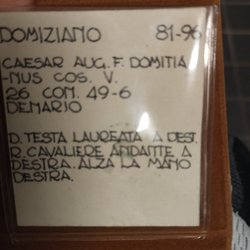 DOMIZIANO 81-96
CAESAR AUG. F. DOMITIA
-NUS COS. V.
26 COM. 49-6
DENARIO
D. TESTA LAUREATA A DEST.
R. CAVALIERE ANDANTE A
DESTRA. ALZA LA MANO
DESTRA.